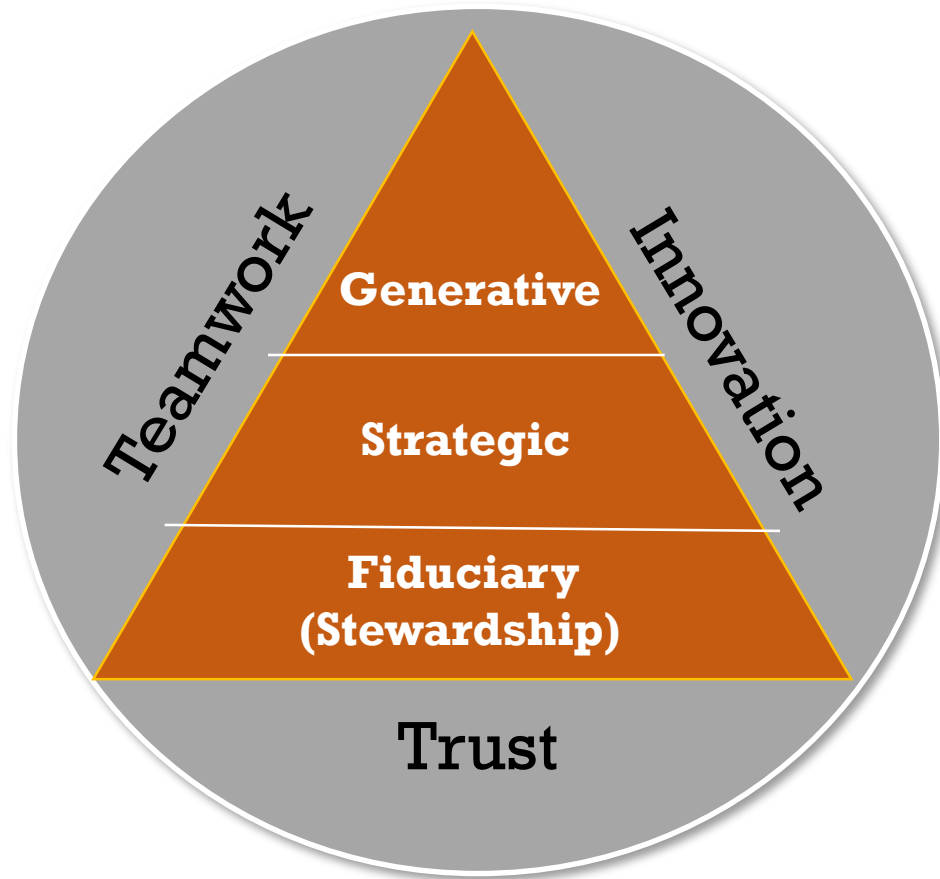 Teamwork
Innovation
Generative
Strategic
Fiduciary
(Stewardship)
Trust